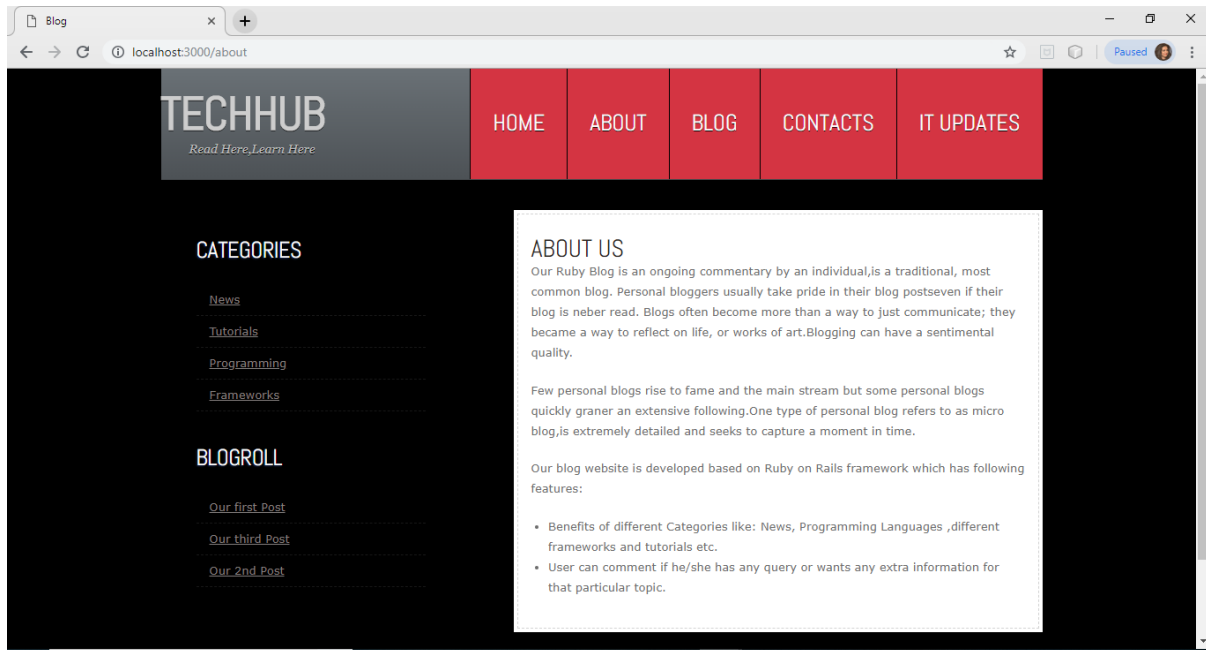 Blog
localhost:3000/about
Paused
TECHHUB
Read Here,Learn Here
HOME
ABOUT
BLOG
CONTACTS
IT UPDATES
CATEGORIES
News
Tutorials
Programming
Frameworks
BLOGROLL
Our first Post
Our third Post
Our 2nd Post
ABOUT US
Our Ruby Blog is an ongoing commentary by an individual,is a traditional, most
common blog. Personal bloggers usually take pride in their blog postseven if their
blog is neber read. Blogs often become more than a way to just communicate; they
became a way to reflect on life, or works of art.Blogging can have a sentimental
quality.
Few personal blogs rise to fame and the main stream but some personal blogs
quickly graner an extensive following.One type of personal blog refers to as micro
blog,is extremely detailed and seeks to capture a moment in time.
Our blog website is developed based on Ruby on Rails framework which has following
features:
• Benefits of different Categories like: News, Programming Languages ,different
frameworks and tutorials etc.
• User can comment if he/she has any query or wants any extra information for
that particular topic.